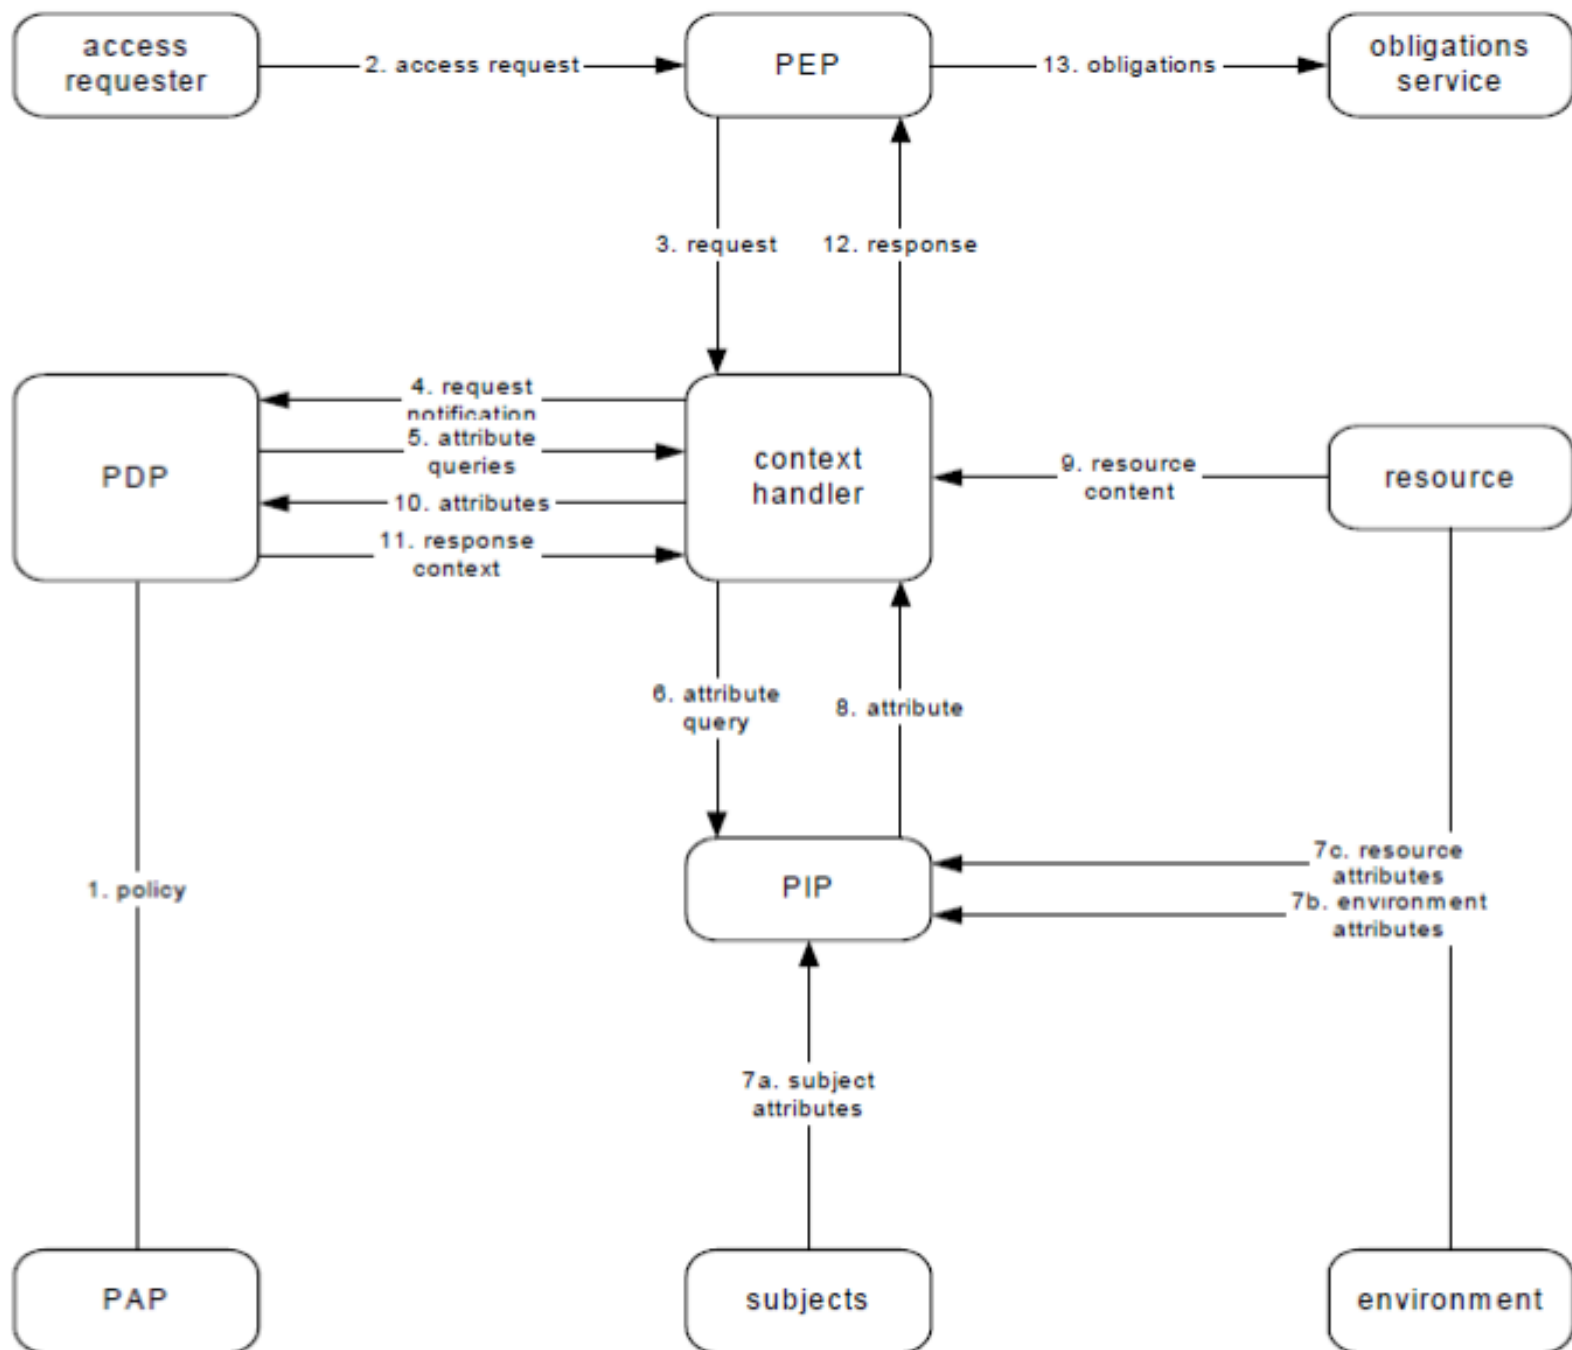 access
requester
2. access request
PEP
13. obligations
obligations
service
3. request
12. response
4. request
notification
5. attribute
queries
10. attributes
11. response
context
PDP
context
handler
9. resource
content
resource
6. attribute
query
8. attribute
1. policy
PIP
7c. resource
attributes
7b. environment
attributes
7a. subject
attributes
PAP
subjects
environment